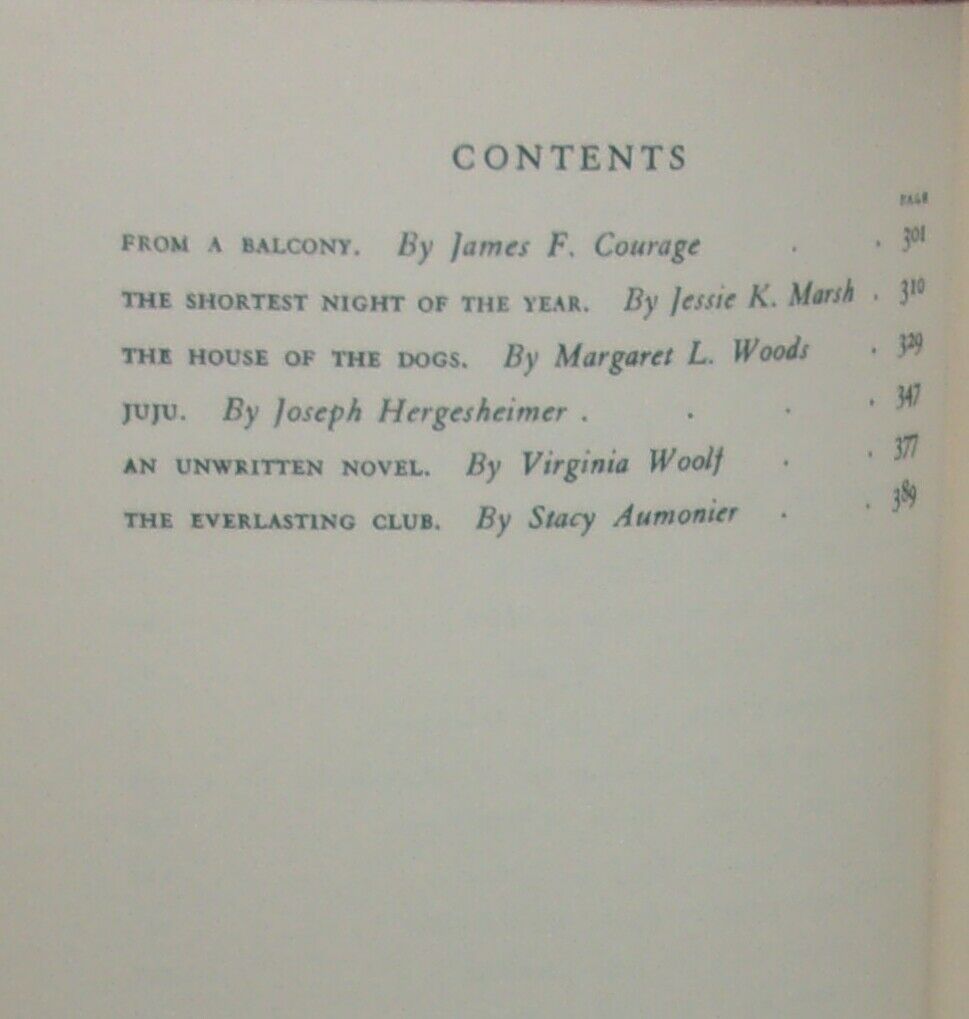 CONTENTS
PAGE
FROM A BALCONY. By James F. Courage . . 301
THE SHORTEST NIGHT OF THE YEAR. By Jessie K. Marsh . 310
THE HOUSE OF THE DOGS. By Margaret L. Woods . 329
JUJU. By Joseph Hergesheimer . . . . 347
AN UNWRITTEN NOVEL. By Virginia Woolf . . 377
THE EVERLASTING CLUB. By Stacy Aumonier . . 389